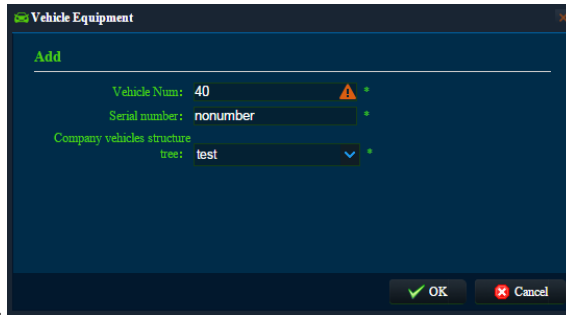 Vehicle Equipment
Add
Vehicle Num: 40 *
Serial number: nonumber *
Company vehicles structure
tree: test *
OK Cancel